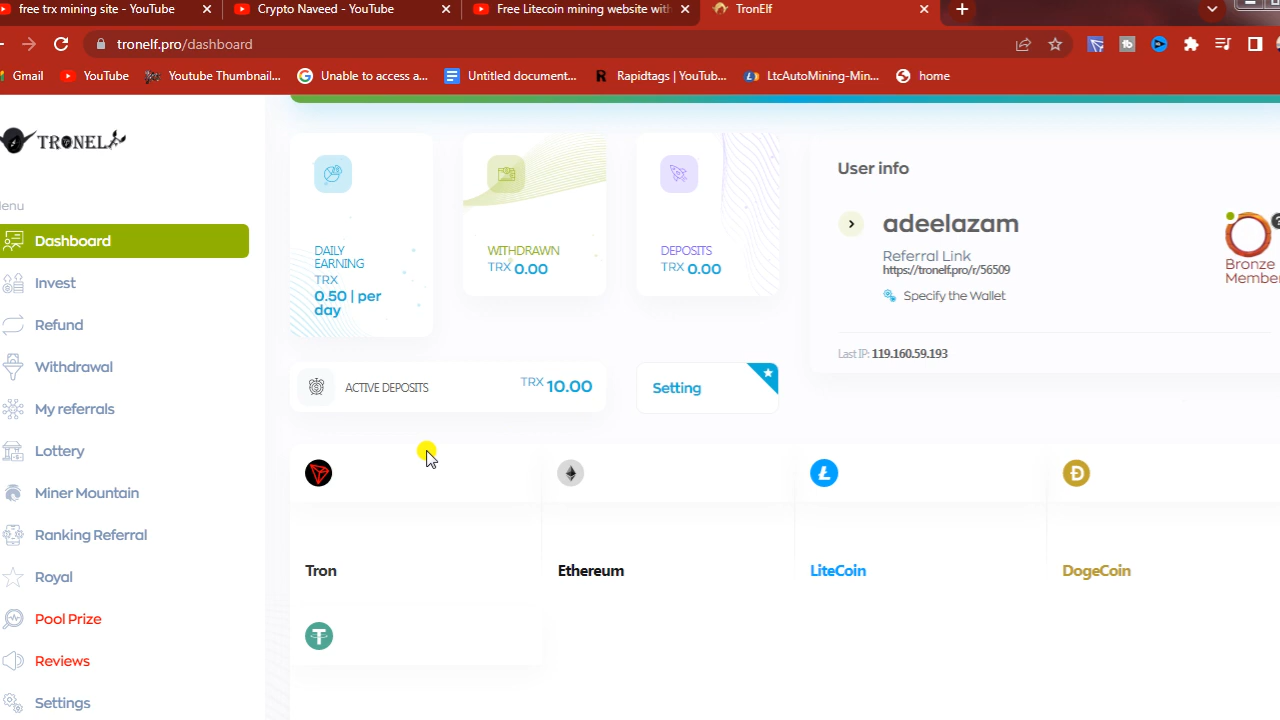 free trx mining site - YouTube
Crypto Naveed - YouTube
Free Litecoin mining website with
TronElf
tronelf.pro/dashboard
Gmail
YouTube
Youtube Thumbnail...
Unable to access a...
Untitled document...
Rapidtags | YouTub...
LtcAutoMining-Min...
home
TRONELF
enu
Dashboard
Invest
Refund
Withdrawal
My referrals
Lottery
Miner Mountain
Ranking Referral
Royal
Pool Prize
Reviews
Settings
DAILY
EARNING
TRX
0.50 | per
day
WITHDRAWN
TRX 0.00
DEPOSITS
TRX 0.00
ACTIVE DEPOSITS
TRX 10.00
Setting
User info
adeelazam
Referral Link
https://tronelf.pro/r/56509
Specify the Wallet
Bronze
Membe
Last IP: 119.160.59.193
Tron
Ethereum
LiteCoin
DogeCoin